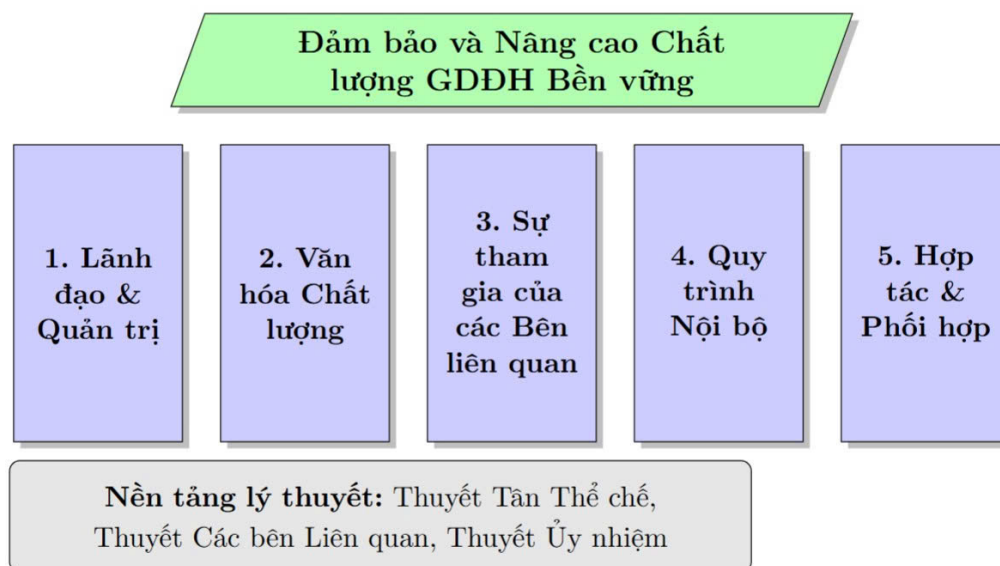 Đảm bảo và Nâng cao Chất
lượng GDĐH Bền vững
1. Lãnh
đạo &
Quản trị
2. Văn
hóa Chất
lượng
3. Sự
tham
gia của
các Bên
liên quan
4. Quy
trình
Nội bộ
5. Hợp
tác &
Phối hợp
Nền tảng lý thuyết: Thuyết Tân Thể chế,
Thuyết Các bên Liên quan, Thuyết Ủy nhiệm